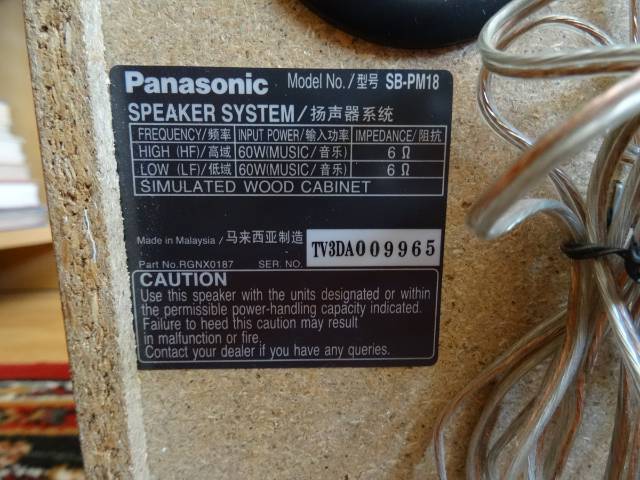 Panasonic Model No./型号 SB-PM18
SPEAKER SYSTEM/扬声器系统
FREQUENCY/频率 INPUT POWER/输入功率 IMPEDANCE/阻抗
HIGH (HF)/高域 60W(MUSIC/音乐) 6 Ω
LOW (LF)/低域 60W(MUSIC/音乐) 6 Ω
SIMULATED WOOD CABINET
Made in Malaysia/马来西亚制造 TV3DA009965
Part No.RGNX0187 SER. NO.
CAUTION
Use this speaker with the units designated or within
the permissible power-handling capacity indicated.
Failure to heed this caution may result
in malfunction or fire.
Contact your dealer if you have any queries.